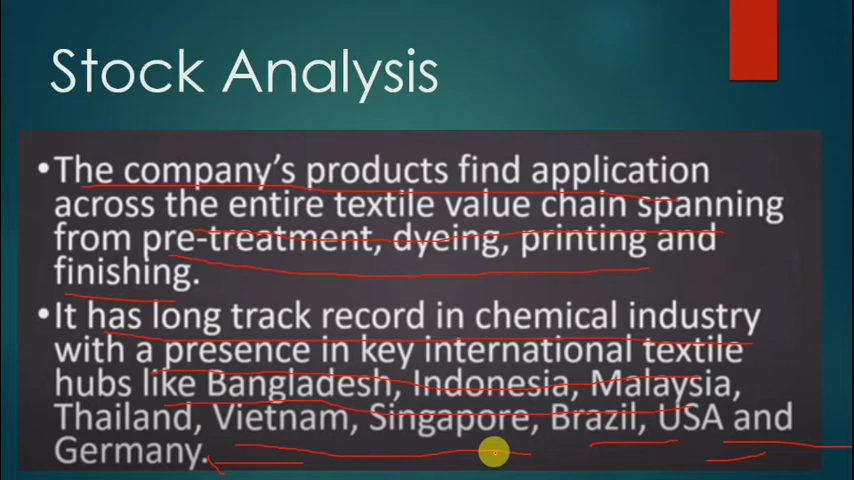 Stock Analysis
•The company's products find application
across the entire textile value chain spanning
from pre-treatment, dyeing, printing and
finishing.
•It has long track record in chemical industry
with a presence in key international textile
hubs like Bangladesh, Indonesia, Malaysia,
Thailand, Vietnam, Singapore, Brazil, USA and
Germany.